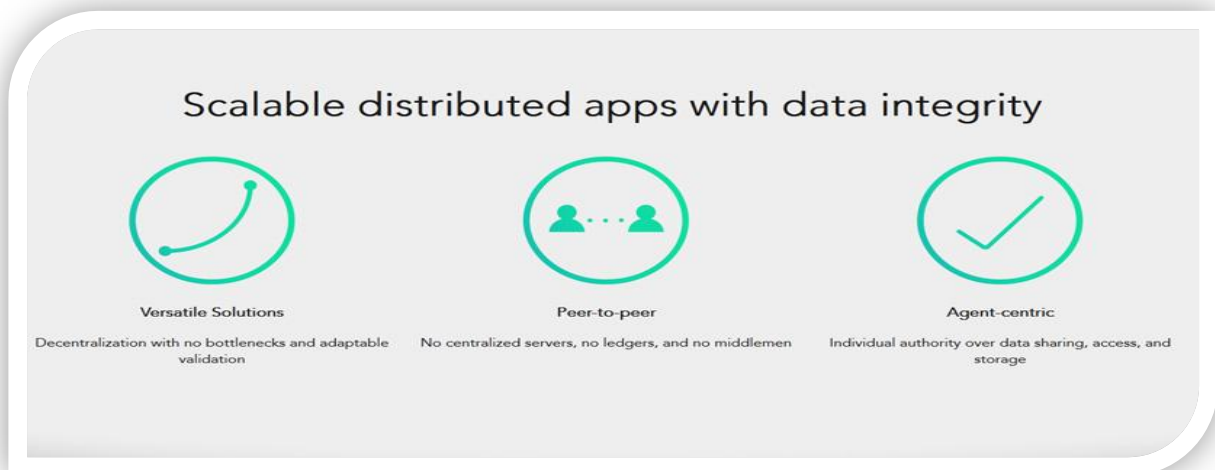 Scalable distributed apps with data integrity
Versatile Solutions
Decentralization with no bottlenecks and adaptable
validation
Peer-to-peer
No centralized servers, no ledgers, and no middlemen
Agent-centric
Individual authority over data sharing, access, and
storage